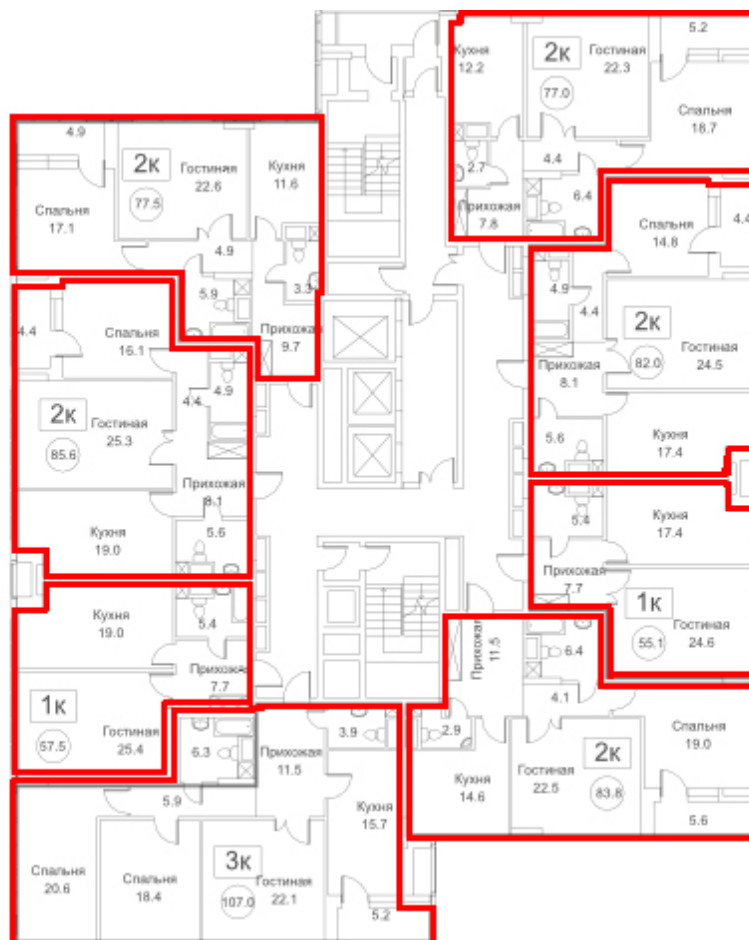 Кухня
12.2
2к
77.0
Гостиная
22.3
5.2
Спальня
18.7
2.7
4.4
6.4
Прихожая
7.8
4.9
2к
77.5
Гостиная
22.6
Кухня
11.6
Спальня
17.1
4.9
5.9
3.3
Прихожая
9.7
Спальня
14.8
4.4
4.9
4.4
2к
82.0
Гостиная
24.5
Прихожая
8.1
5.6
Кухня
17.4
4.4
Спальня
16.1
4.4
4.9
2к
85.6
Гостиная
25.3
Прихожая
8.1
Кухня
19.0
5.6
5.4
Кухня
17.4
Прихожая
7.7
1к
55.1
Гостиная
24.6
Кухня
19.0
5.4
Прихожая
7.7
1к
57.5
Гостиная
25.4
Прихожая
11.5
6.4
4.1
2.9
Спальня
19.0
Кухня
14.6
Гостиная
22.5
2к
83.8
5.6
6.3
Прихожая
11.5
3.9
5.9
Кухня
15.7
Спальня
20.6
Спальня
18.4
3к
107.0
Гостиная
22.1
5.2